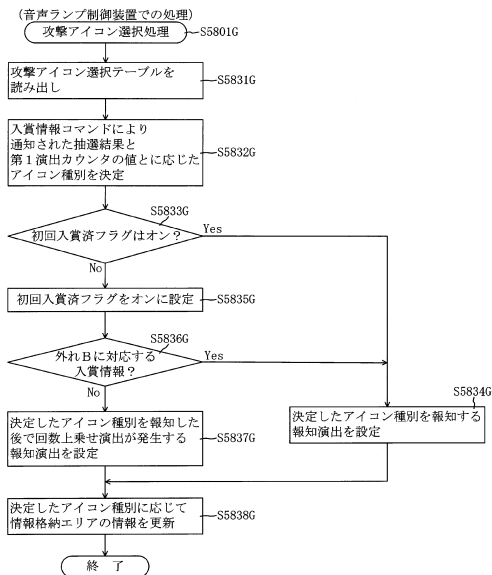 (音声ランプ制御装置での処理)
攻撃アイコン選択処理
S5801G
攻撃アイコン選択テーブルを
読み出し
S5831G
入賞情報コマンドにより
通知された抽選結果と
第1演出カウンタの値とに応じた
アイコン種別を決定
S5832G
S5833G
初回入賞済フラグはオン?
Yes
No
初回入賞済フラグをオンに設定
S5835G
S5836G
外れBに対応する
入賞情報?
Yes
No
S5834G
決定したアイコン種別を報知する
報知演出を設定
決定したアイコン種別を報知した
後で回数上乗せ演出が発生する
報知演出を設定
S5837G
決定したアイコン種別に応じて
情報格納エリアの情報を更新
S5838G
終 了